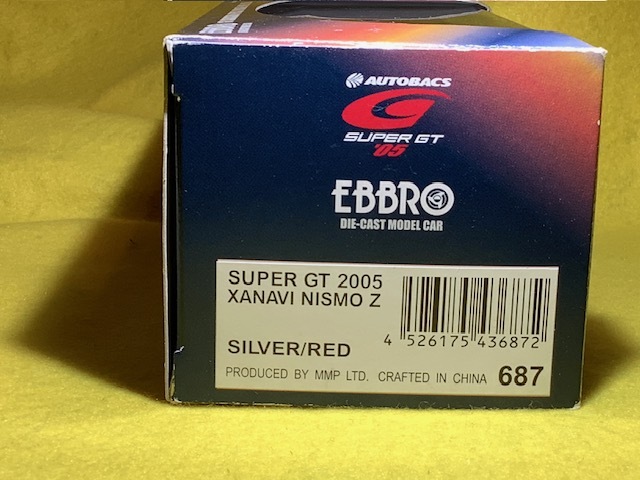 AUTOBACS
SUPER GT
'05
EBBRO
DIE-CAST MODEL CAR
SUPER GT 2005
XANAVI NISMO Z
4 526175 436872
SILVER/RED
PRODUCED BY MMP LTD. CRAFTED IN CHINA 687